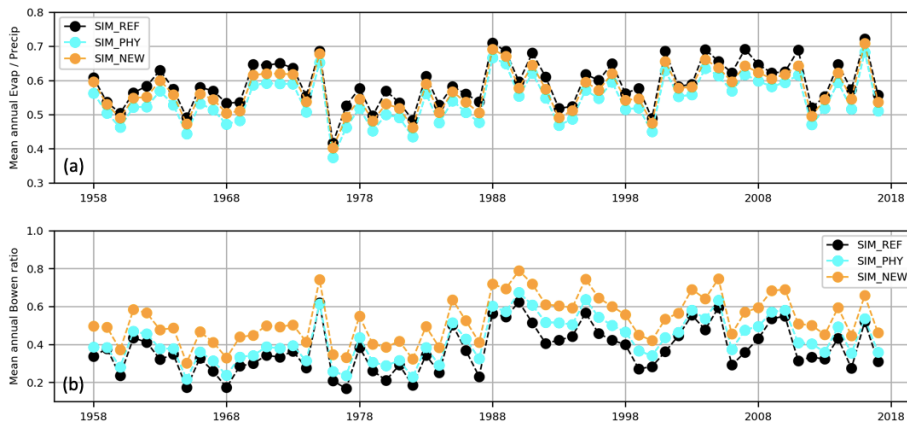 Mean annual Evap / Precip
0.8
0.7
0.6
0.5
0.4
0.3
SIM_REF
SIM_PHY
SIM_NEW
(a)
1958
1968
1978
1988
1998
2008
2018
Mean annual Bowen ratio
1.0
0.8
0.6
0.4
0.2
SIM_REF
SIM_PHY
SIM_NEW
(b)
1958
1968
1978
1988
1998
2008
2018